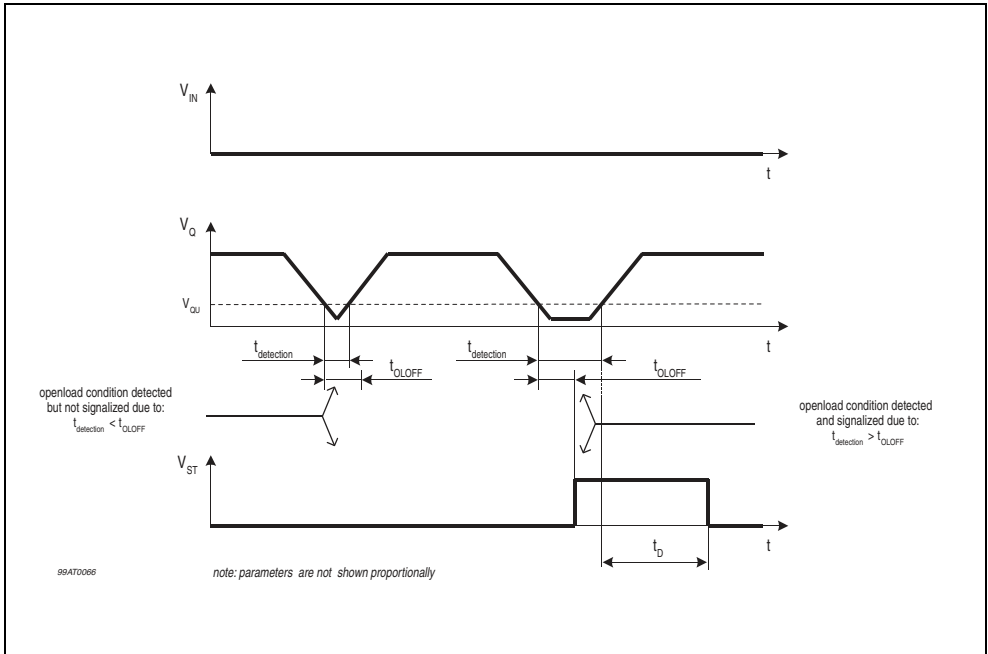 V_IN
t
V_Q
V_QU
t
t_detection
t_OLOFF
t_detection
t_OLOFF
openload condition detected
but not signalized due to:
t_detection < t_OLOFF
openload condition detected
and signalized due to:
t_detection > t_OLOFF
V_ST
t
t_D
99AT0066
note: parameters are not shown proportionally